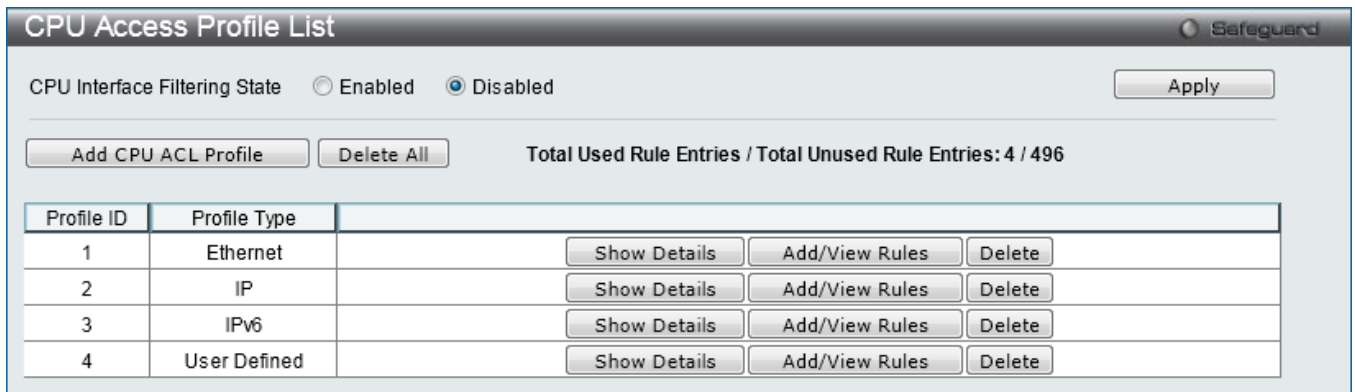 CPU Access Profile List Safeguard
CPU Interface Filtering State Enabled Disabled Apply
Add CPU ACL Profile Delete All Total Used Rule Entries / Total Unused Rule Entries: 4 / 496
Profile ID Profile Type
1 Ethernet Show Details Add/View Rules Delete
2 IP Show Details Add/View Rules Delete
3 IPv6 Show Details Add/View Rules Delete
4 User Defined Show Details Add/View Rules Delete